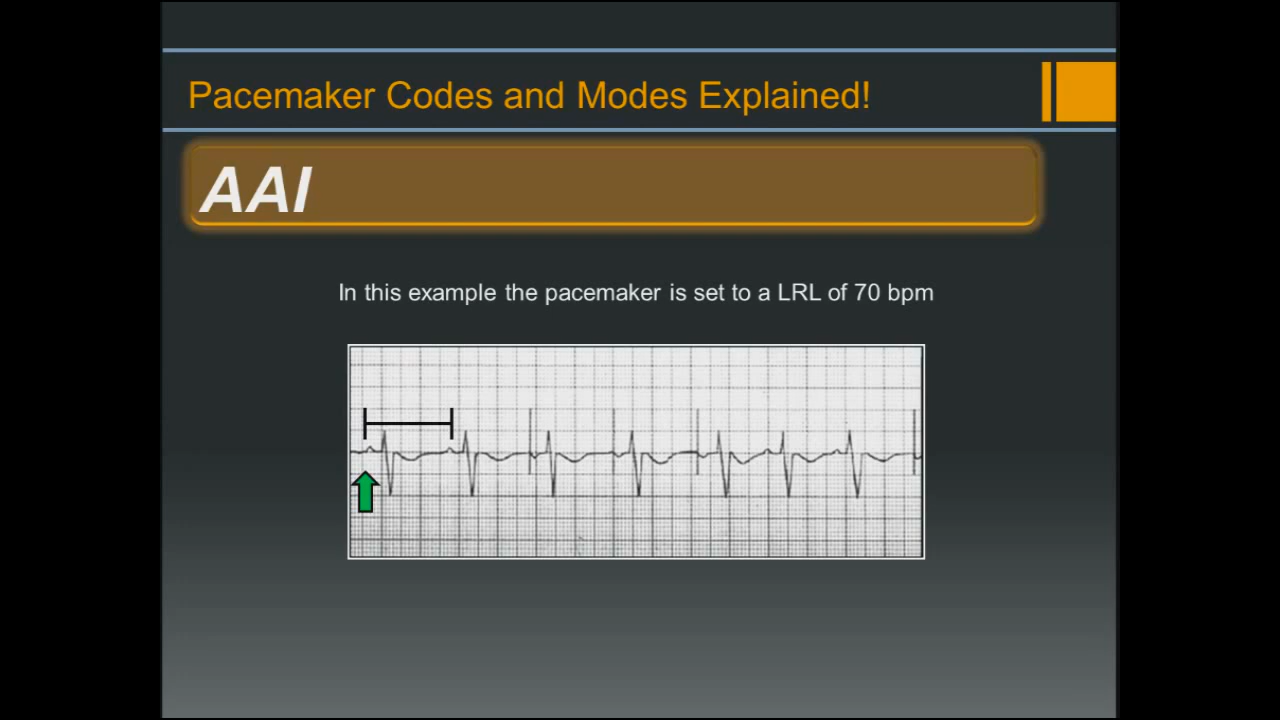 Pacemaker Codes and Modes Explained!
AAI
In this example the pacemaker is set to a LRL of 70 bpm